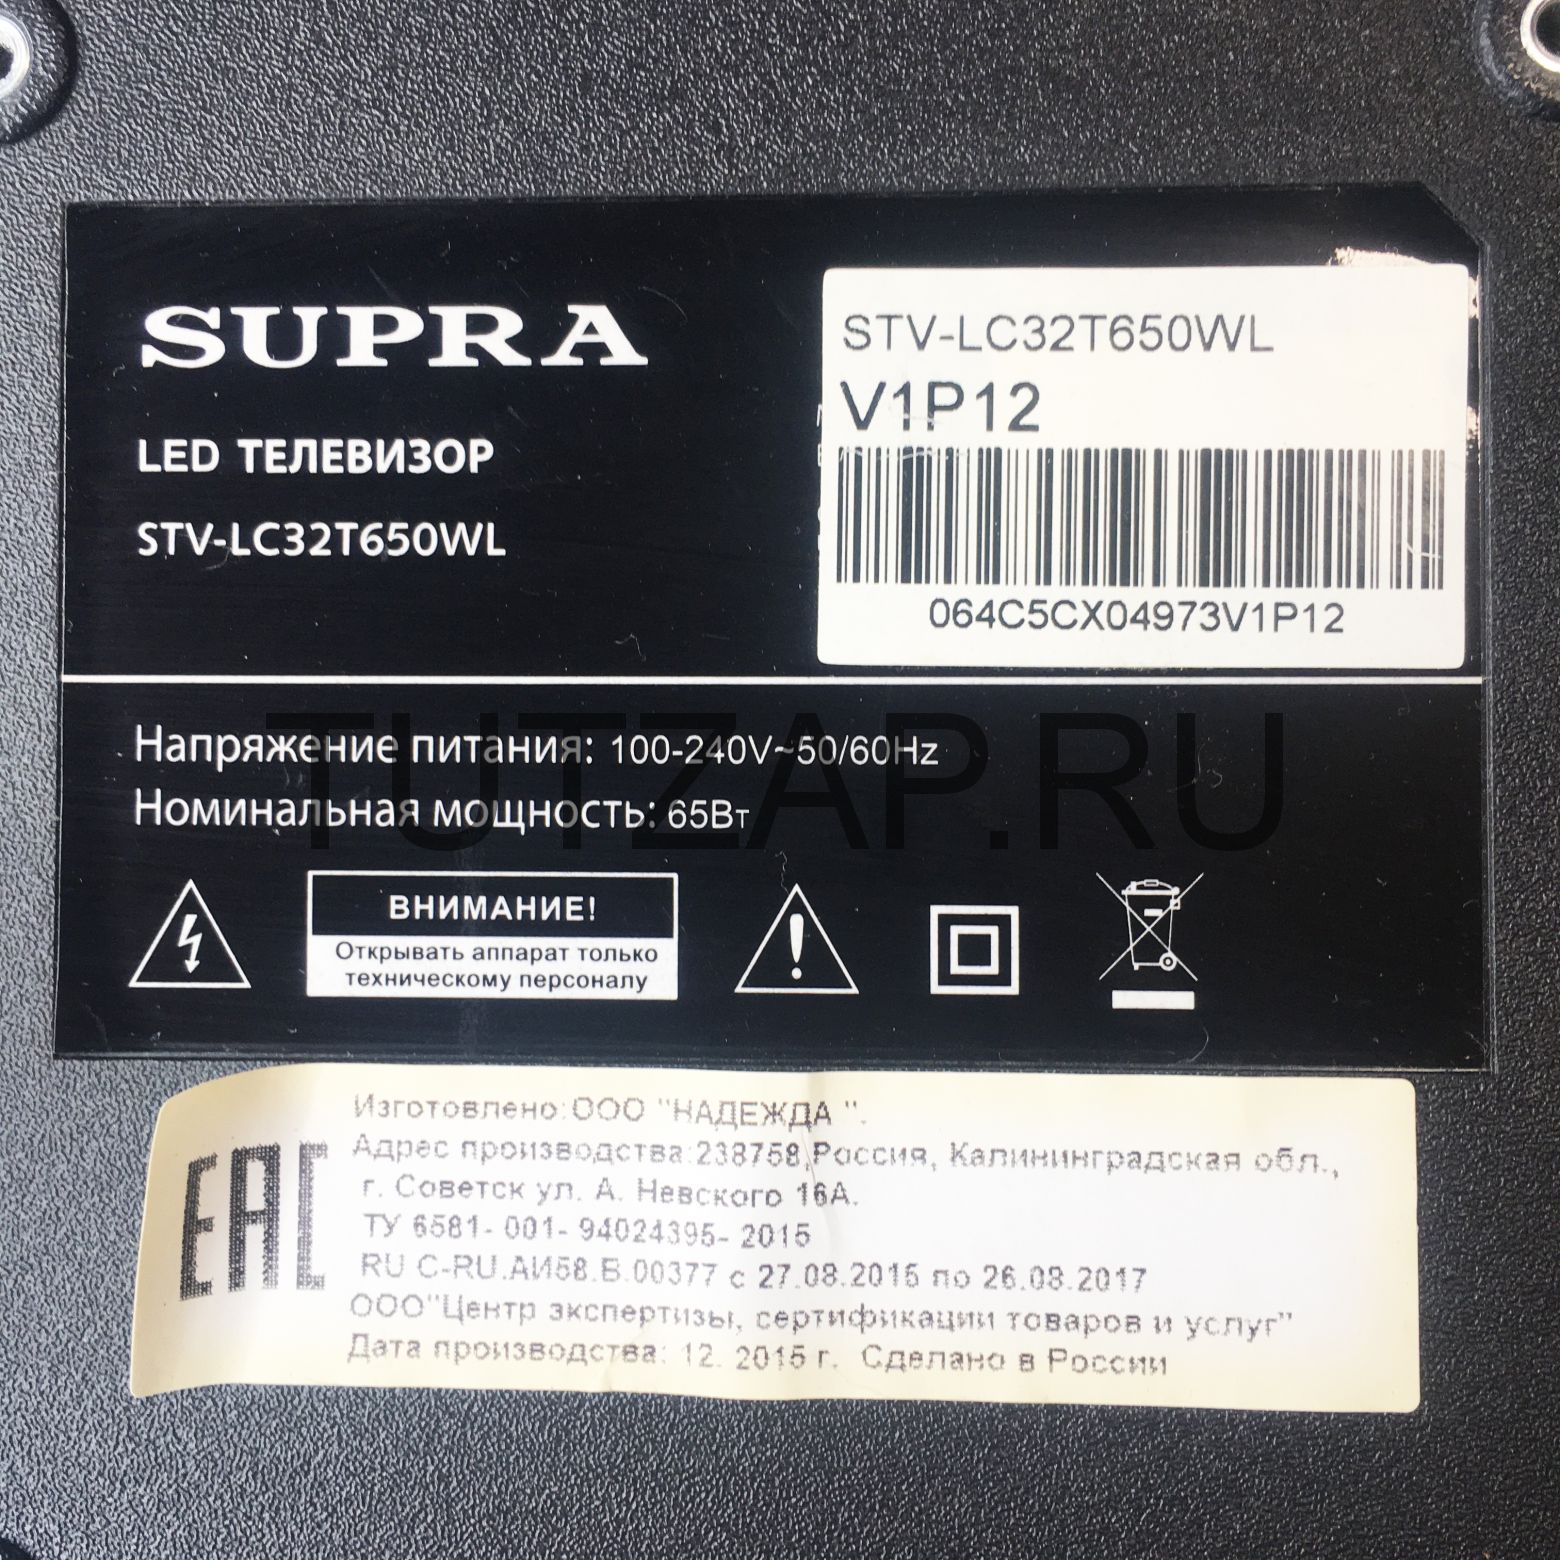 SUPRA
LED ТЕЛЕВИЗОР
STV-LC32T650WL
STV-LC32T650WL
V1P12
064C5CX04973V1P12
Напряжение питания: 100-240V~50/60Hz
Номинальная мощность: 65Вт
TUTZAP.RU
ВНИМАНИЕ!
Открывать аппарат только
техническому персоналу
EAC
Изготовлено:ООО "НАДЕЖДА ".
Адрес производства:238758,Россия, Калининградская обл.,
г. Советск ул. А. Невского 16А.
ТУ 6581- 001- 94024395- 2015
RU C-RU.АИ58.B.00377 с 27.08.2015 по 26.08.2017
ООО"Центр экспертизы, сертификации товаров и услуг"
Дата производства: 12. 2015 г. Сделано в России